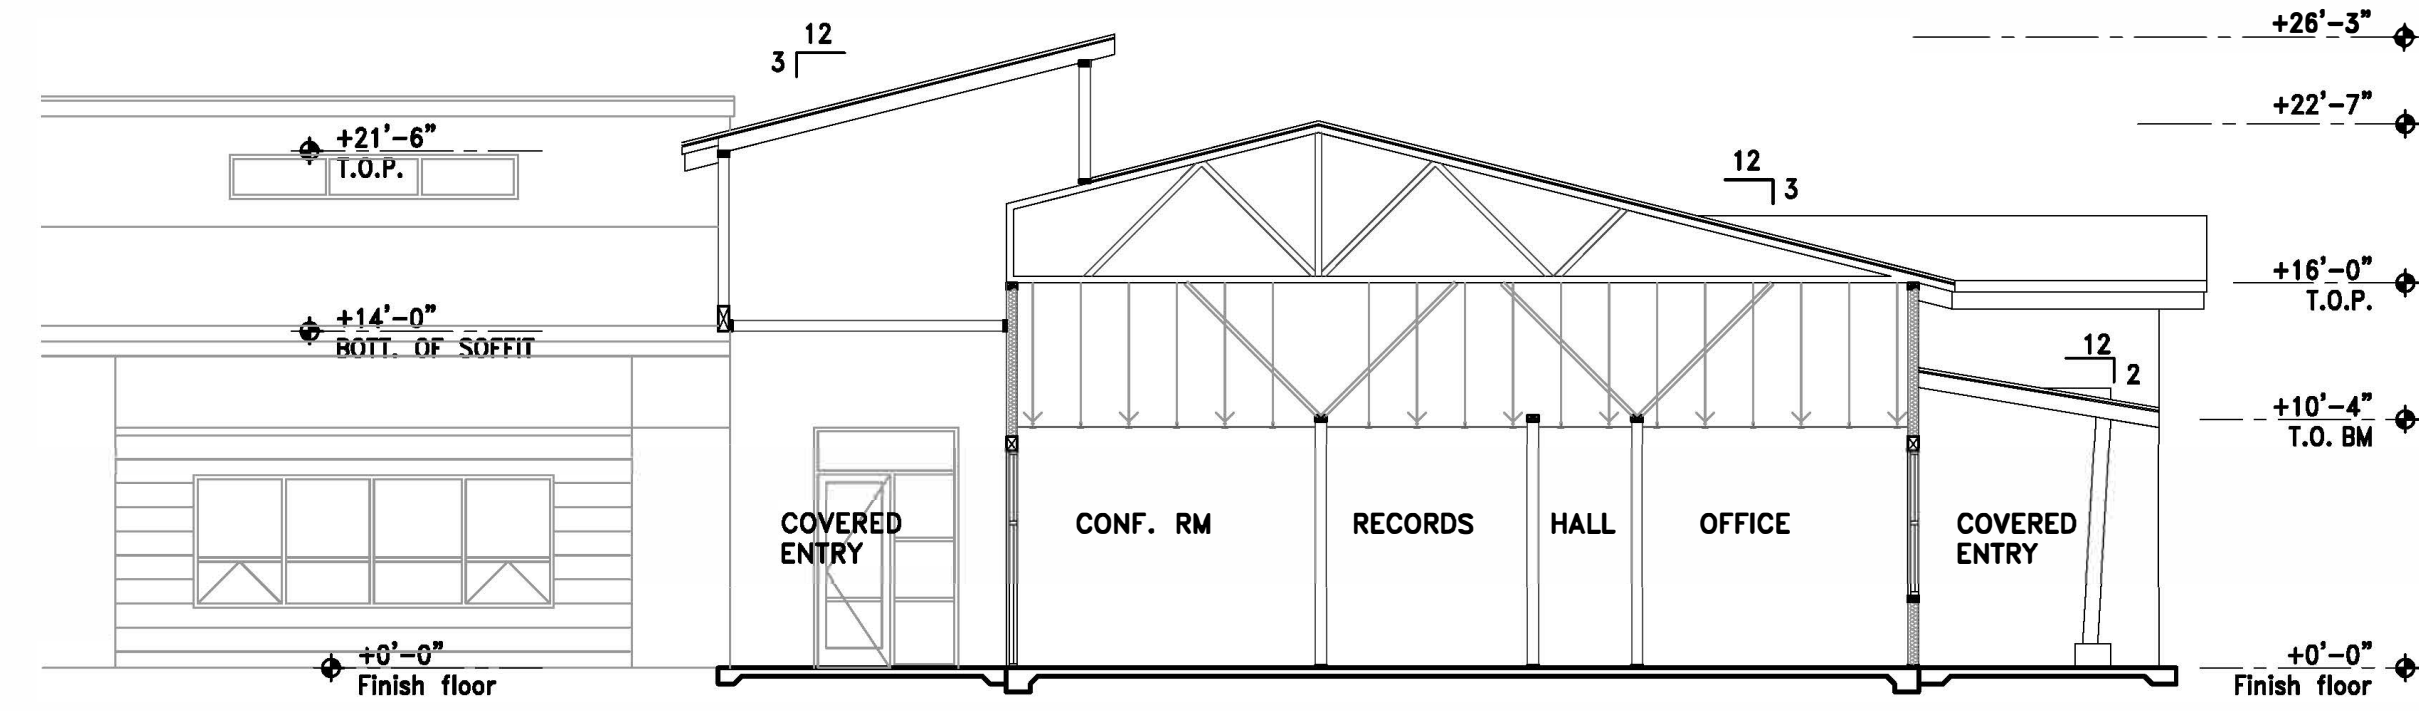 12
3
+26'-3"
+22'-7"
+21'-6"
T.O.P.
12
3
+16'-0"
T.O.P.
+14'-0"
BOTT. OF SOFFIT
12
2
+10'-4"
T.O. BM
COVERED
ENTRY
CONF. RM
RECORDS
HALL
OFFICE
COVERED
ENTRY
+0'-0"
Finish floor
+0'-0"
Finish floor